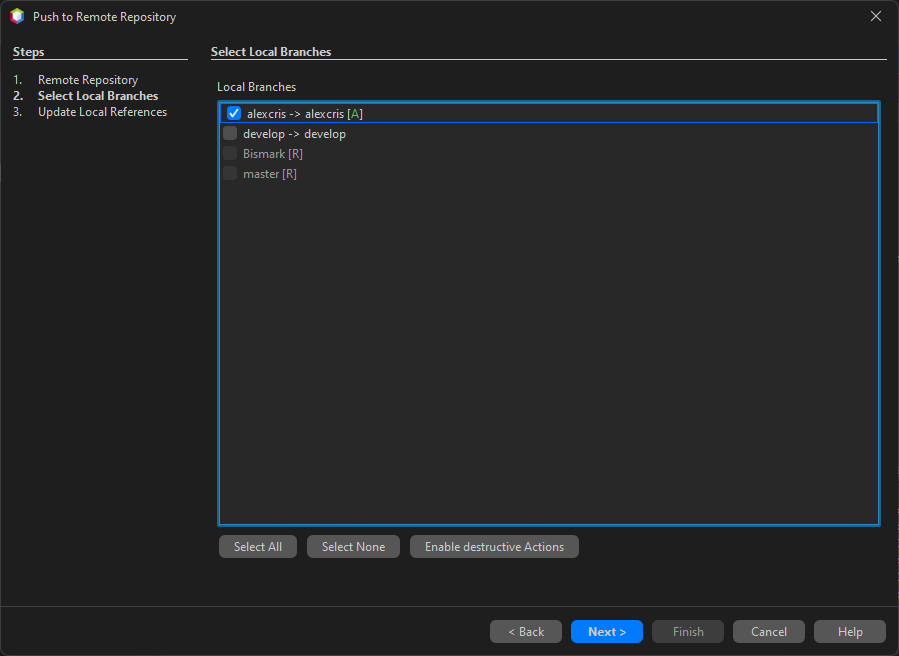 Push to Remote Repository
Steps
1. Remote Repository
2. Select Local Branches
3. Update Local References
Select Local Branches
Local Branches
alexcris -> alexcris [A]
develop -> develop
Bismark [R]
master [R]
Select All
Select None
Enable destructive Actions
< Back
Next >
Finish
Cancel
Help